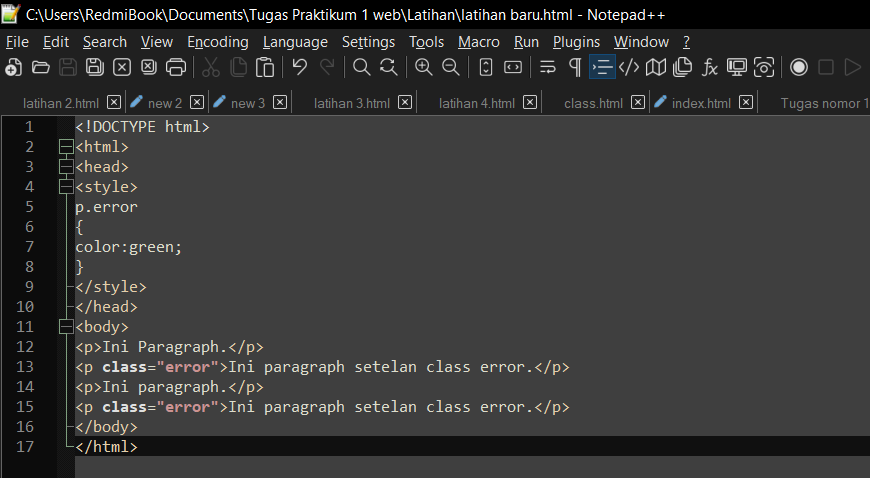 C:\Users\RedmiBook\Documents\Tugas Praktikum 1 web\Latihan\latihan baru.html - Notepad++
File Edit Search View Encoding Language Settings Tools Macro Run Plugins Window ?
latihan 2.html new 2 new 3 latihan 3.html latihan 4.html class.html index.html Tugas nomor 1
1 <!DOCTYPE html>
2 <html>
3 <head>
4 <style>
5 p.error
6 {
7 color:green;
8 }
9 </style>
10 </head>
11 <body>
12 <p>Ini Paragraph.</p>
13 <p class="error">Ini paragraph setelan class error.</p>
14 <p>Ini paragraph.</p>
15 <p class="error">Ini paragraph setelan class error.</p>
16 </body>
17 </html>